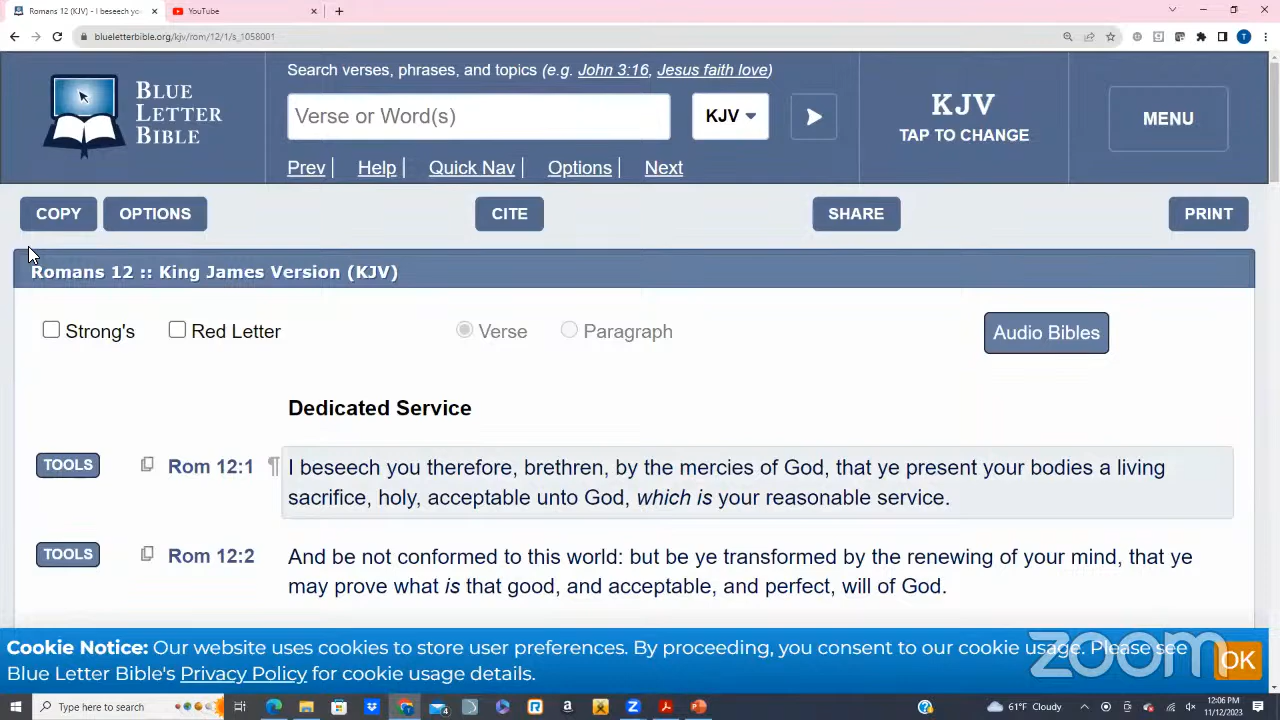 Romans 12 (KJV) - I beseech you
YouTube
blueletterbible.org/kjv/rom/12/1/s_1058001
BLUE
LETTER
BIBLE
Search verses, phrases, and topics (e.g. John 3:16, Jesus faith love)
Verse or Word(s)
KJV
Prev | Help | Quick Nav | Options | Next
KJV
TAP TO CHANGE
MENU
COPY OPTIONS CITE SHARE PRINT
Romans 12 :: King James Version (KJV)
Strong's Red Letter Verse Paragraph Audio Bibles
Dedicated Service
TOOLS Rom 12:1 ¶ I beseech you therefore, brethren, by the mercies of God, that ye present your bodies a living
sacrifice, holy, acceptable unto God, which is your reasonable service.
TOOLS Rom 12:2 And be not conformed to this world: but be ye transformed by the renewing of your mind, that ye
may prove what is that good, and acceptable, and perfect, will of God.
Cookie Notice: Our website uses cookies to store user preferences. By proceeding, you consent to our cookie usage. Please see
Blue Letter Bible's Privacy Policy for cookie usage details.
OK
zoom
Type here to search
61°F Cloudy
12:06 PM
11/12/2023